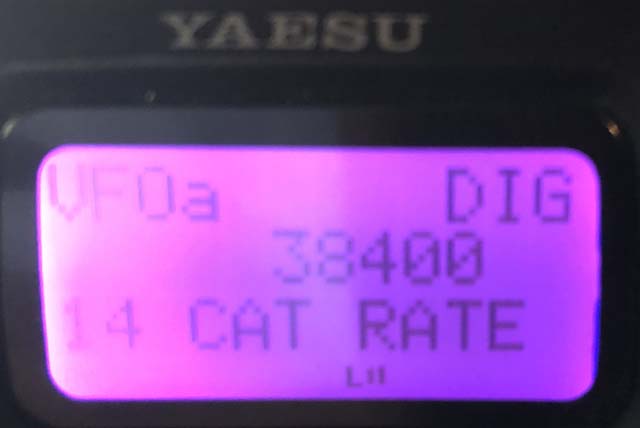 YAESU
VFOa DIG
38400
14 CAT RATE